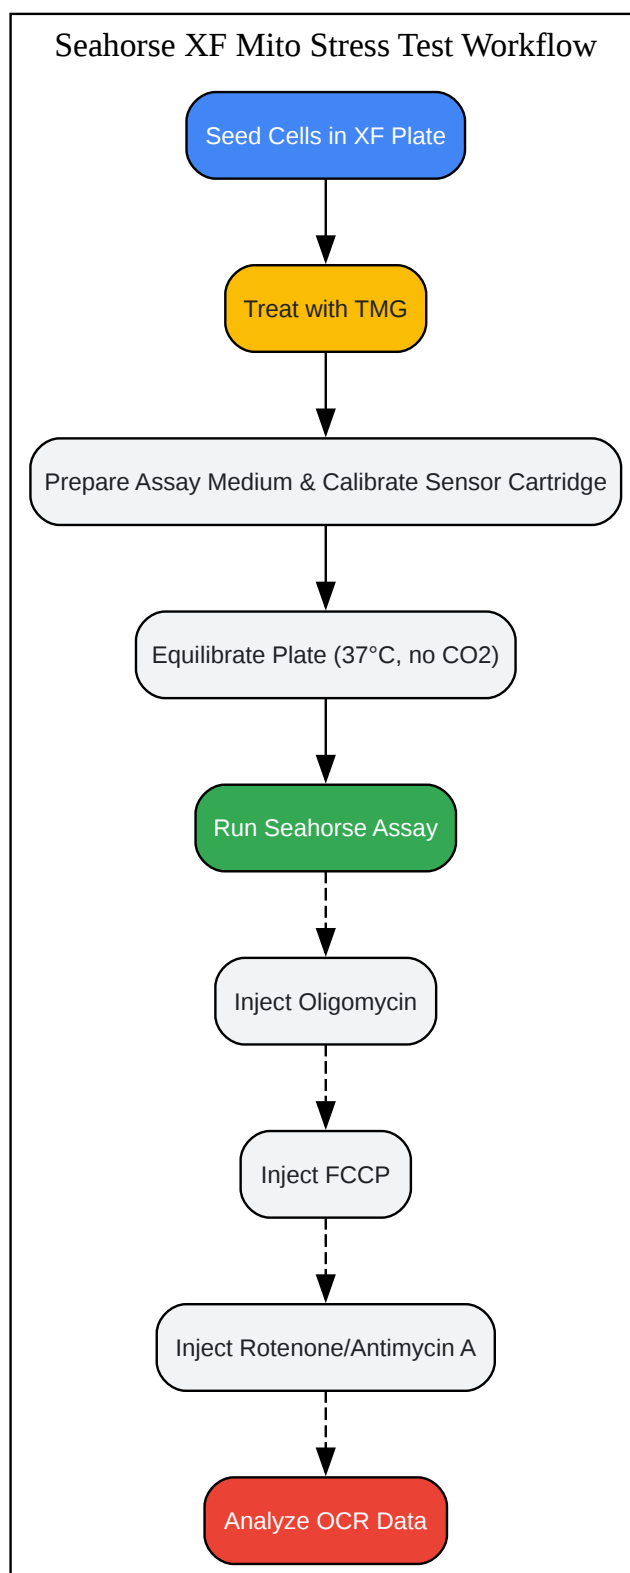 Seahorse XF Mito Stress Test Workflow
Seed Cells in XF Plate
Treat with TMG
Prepare Assay Medium & Calibrate Sensor Cartridge
Equilibrate Plate (37°C, no CO2)
Run Seahorse Assay
Inject Oligomycin
Inject FCCP
Inject Rotenone/Antimycin A
Analyze OCR Data